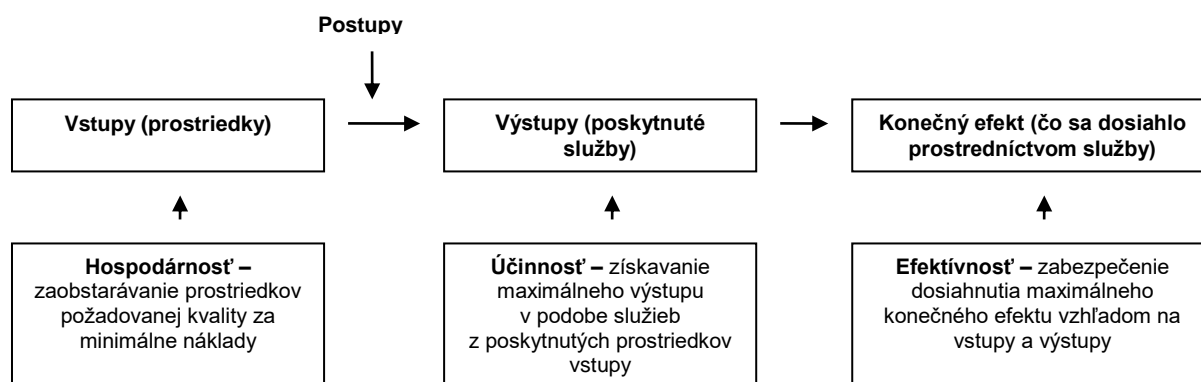 Postupy
Vstupy (prostriedky)
Výstupy (poskytnuté
služby)
Konečný efekt (čo sa dosiahlo
prostredníctvom služby)
Hospodárnosť –
zaobstarávanie prostriedkov
požadovanej kvality za
minimálne náklady
Účinnosť – získavanie
maximálneho výstupu
v podobe služieb
z poskytnutých prostriedkov
vstupy
Efektívnosť – zabezpečenie
dosiahnutia maximálneho
konečného efektu vzhľadom na
vstupy a výstupy